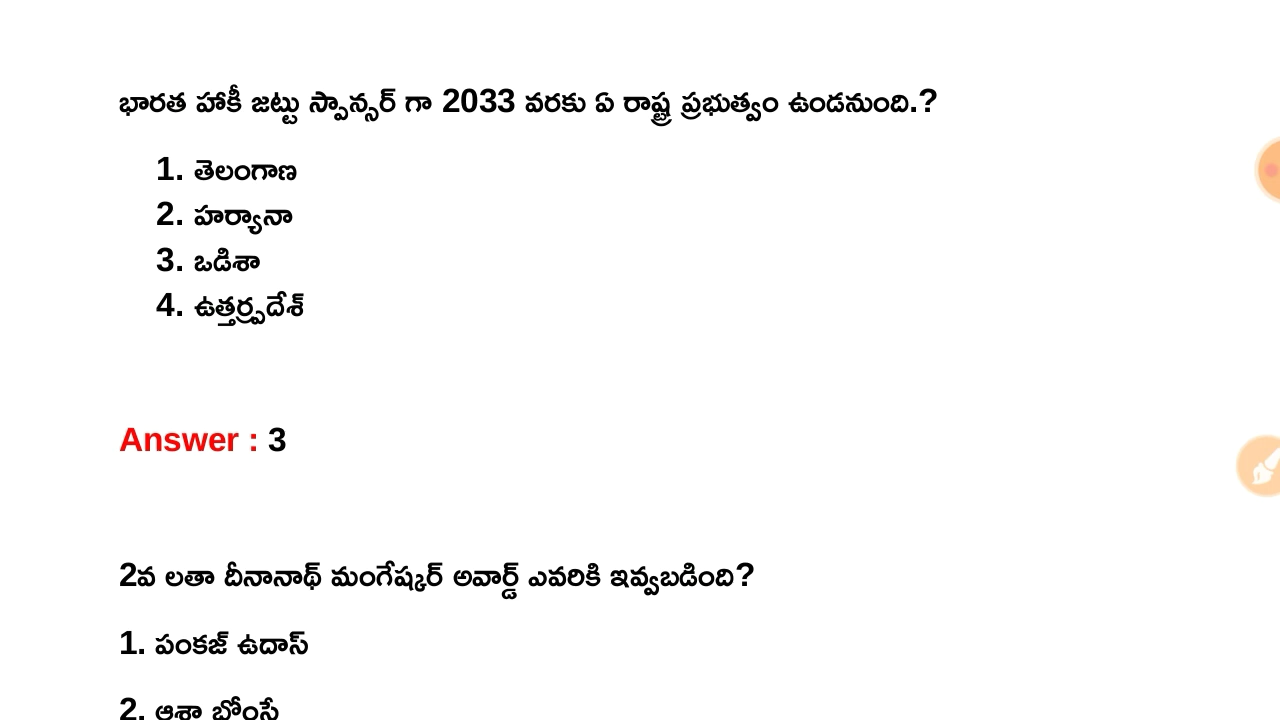 భారత హాకీ జట్టు స్పాన్సర్ గా 2033 వరకు ఏ రాష్ట్ర ప్రభుత్వం ఉండనుంది.?
1. తెలంగాణ
2. హర్యానా
3. ఒడిశా
4. ఉత్తర్ప్రదేశ్
Answer : 3
2వ లతా దీనానాథ్ మంగేష్కర్ అవార్డ్ ఎవరికి ఇవ్వబడింది?
1. పంకజ్ ఉదాస్
2. ఆశా భోంస్లే